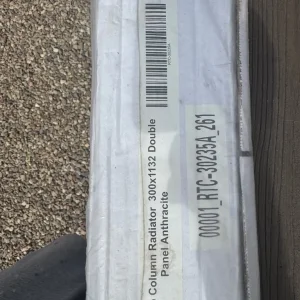 Column Radiator 300x1132 Double
Panel Anthracite
00001_RTC-30235A_261